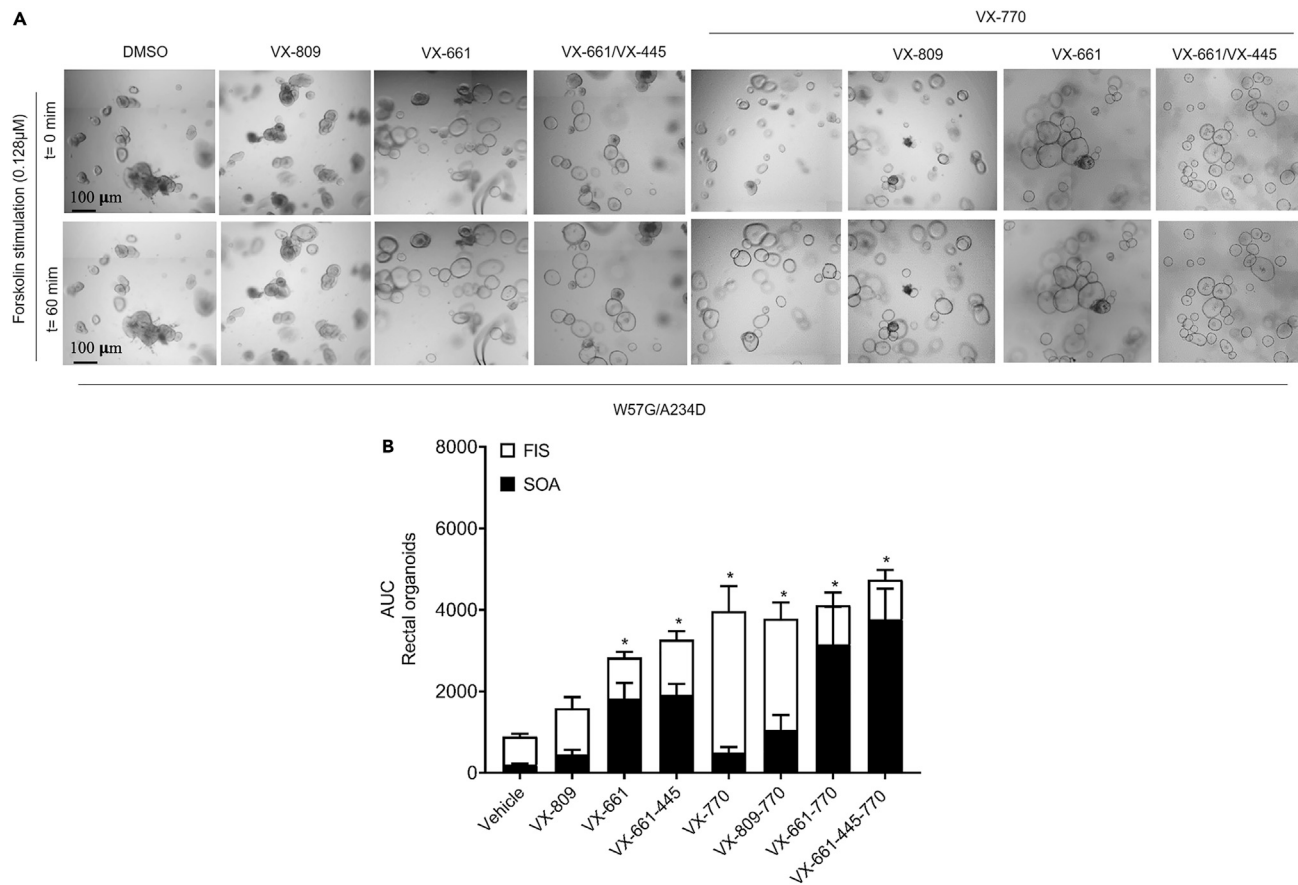 A
VX-770
DMSO
VX-809
VX-661
VX-661/VX-445
VX-809
VX-661
VX-661/VX-445
Forskolin stimulation (0.128µM)
t= 0 mim
t= 60 min
100 µm
100 µm
W57G/A234D
B
FIS
SOA
AUC
Rectal organoids
8000
6000
4000
2000
0
*
*
*
*
*
*
Vehicle
VX-809
VX-661
VX-661-445
VX-770
VX-809-770
VX-661-770
VX-661-445-770